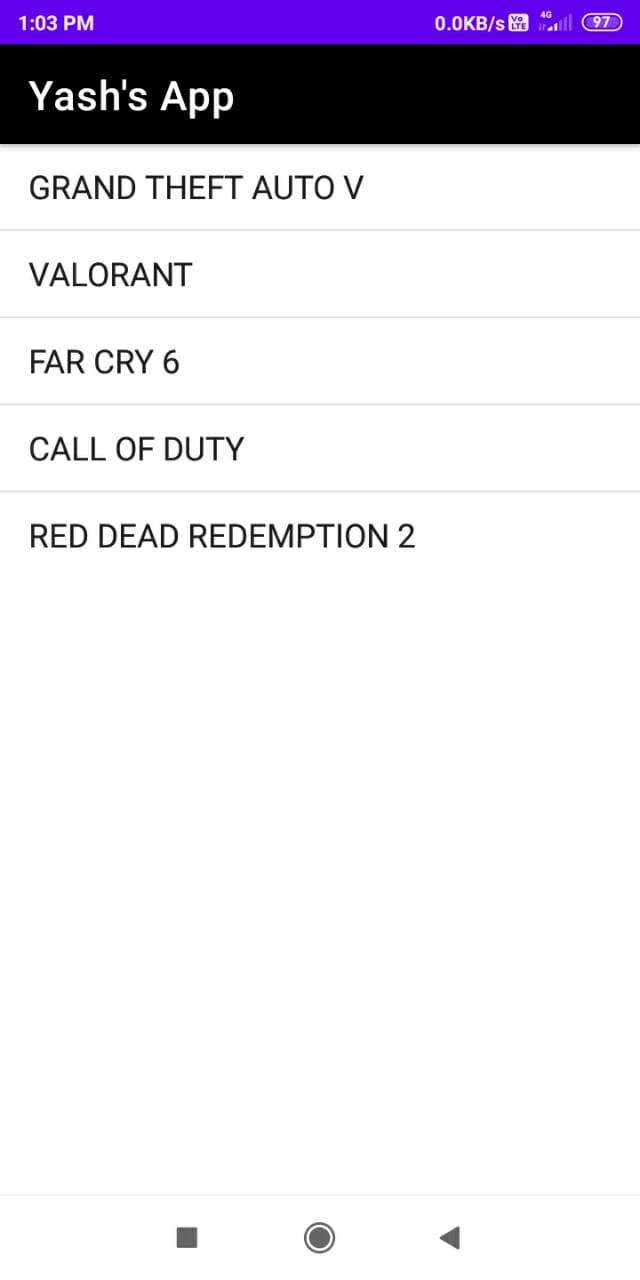 1:03 PM
0.0KB/s Vo LTE 4G 97
Yash's App
GRAND THEFT AUTO V
VALORANT
FAR CRY 6
CALL OF DUTY
RED DEAD REDEMPTION 2